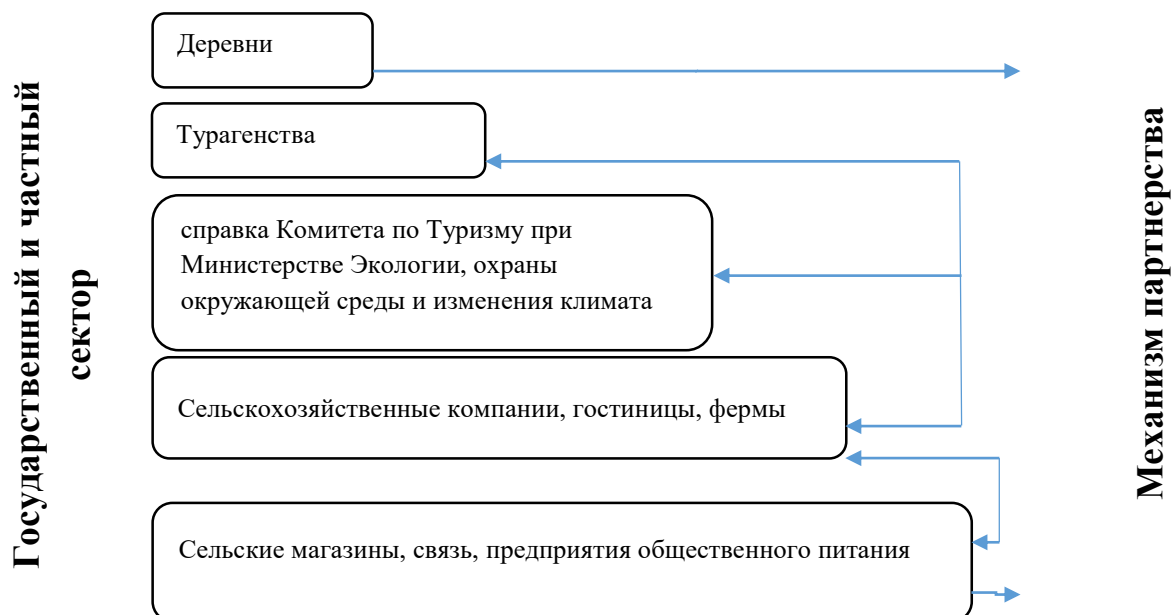 Государственный и частный
сектор
Деревни
Турагенства
справка Комитета по Туризму при
Министерстве Экологии, охраны
окружающей среды и изменения климата
Сельскохозяйственные компании, гостиницы, фермы
Сельские магазины, связь, предприятия общественного питания
Механизм партнерства